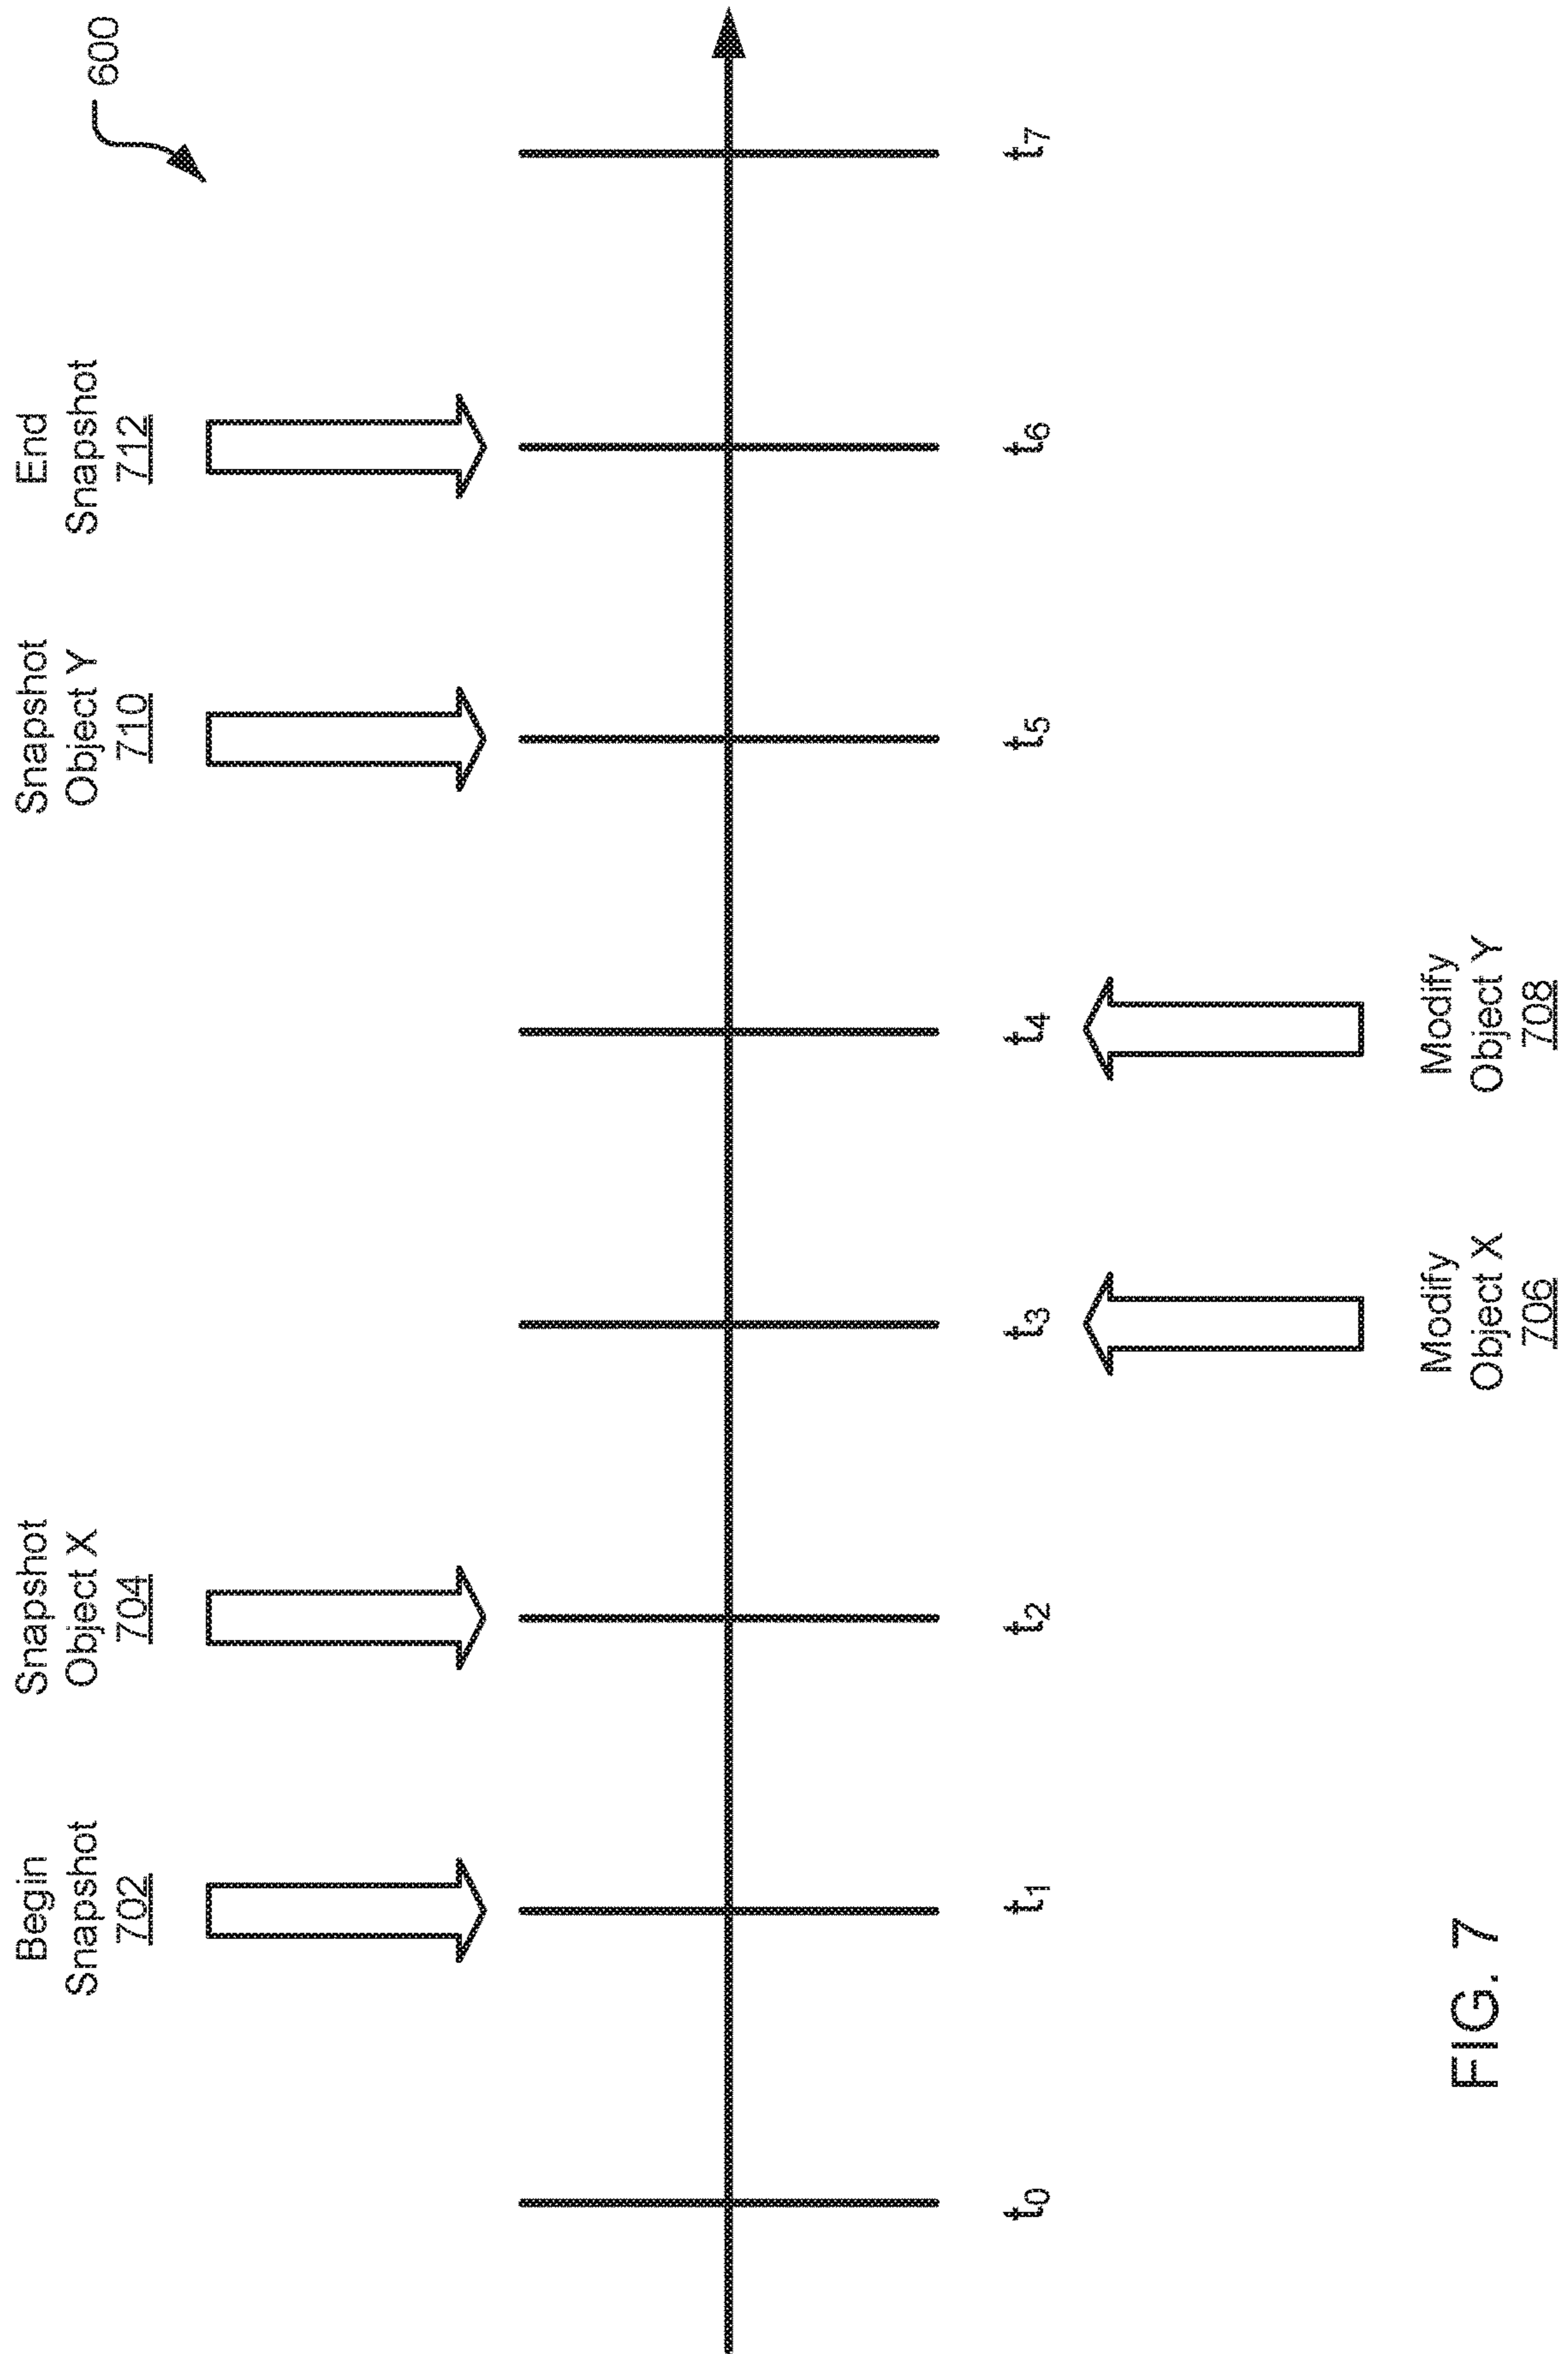 600
Begin
Snapshot
702
Snapshot
Object X
704
Snapshot
Object Y
710
End
Snapshot
712
t0
t1
t2
t3
t4
t5
t6
t7
Modify
Object X
706
Modify
Object Y
708
FIG. 7